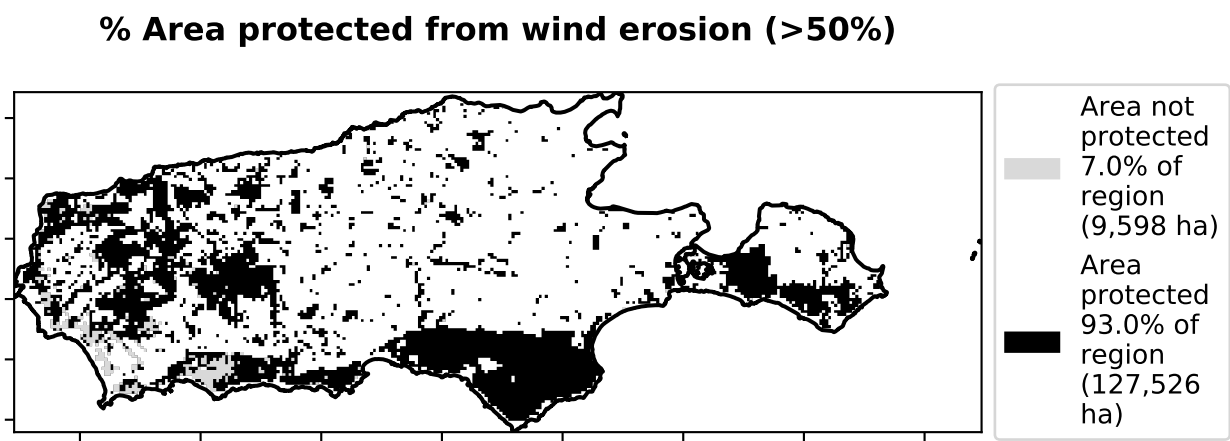 % Area protected from wind erosion (>50%)
Area not
protected
7.0% of
region
(9,598 ha)
Area
protected
93.0% of
region
(127,526
ha)